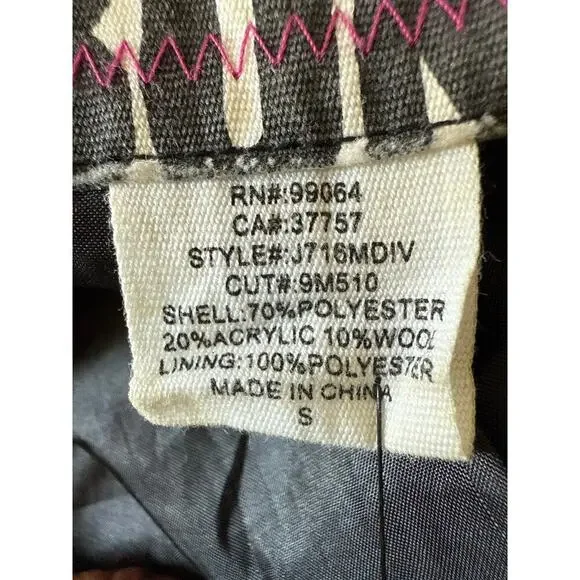 RN#:99064
CA#:37757
STYLE#:J716MDIV
CUT#:9M510
SHELL:70%POLYESTER
20%ACRYLIC 10%WOOL
LINING:100%POLYESTER
MADE IN CHINA
S